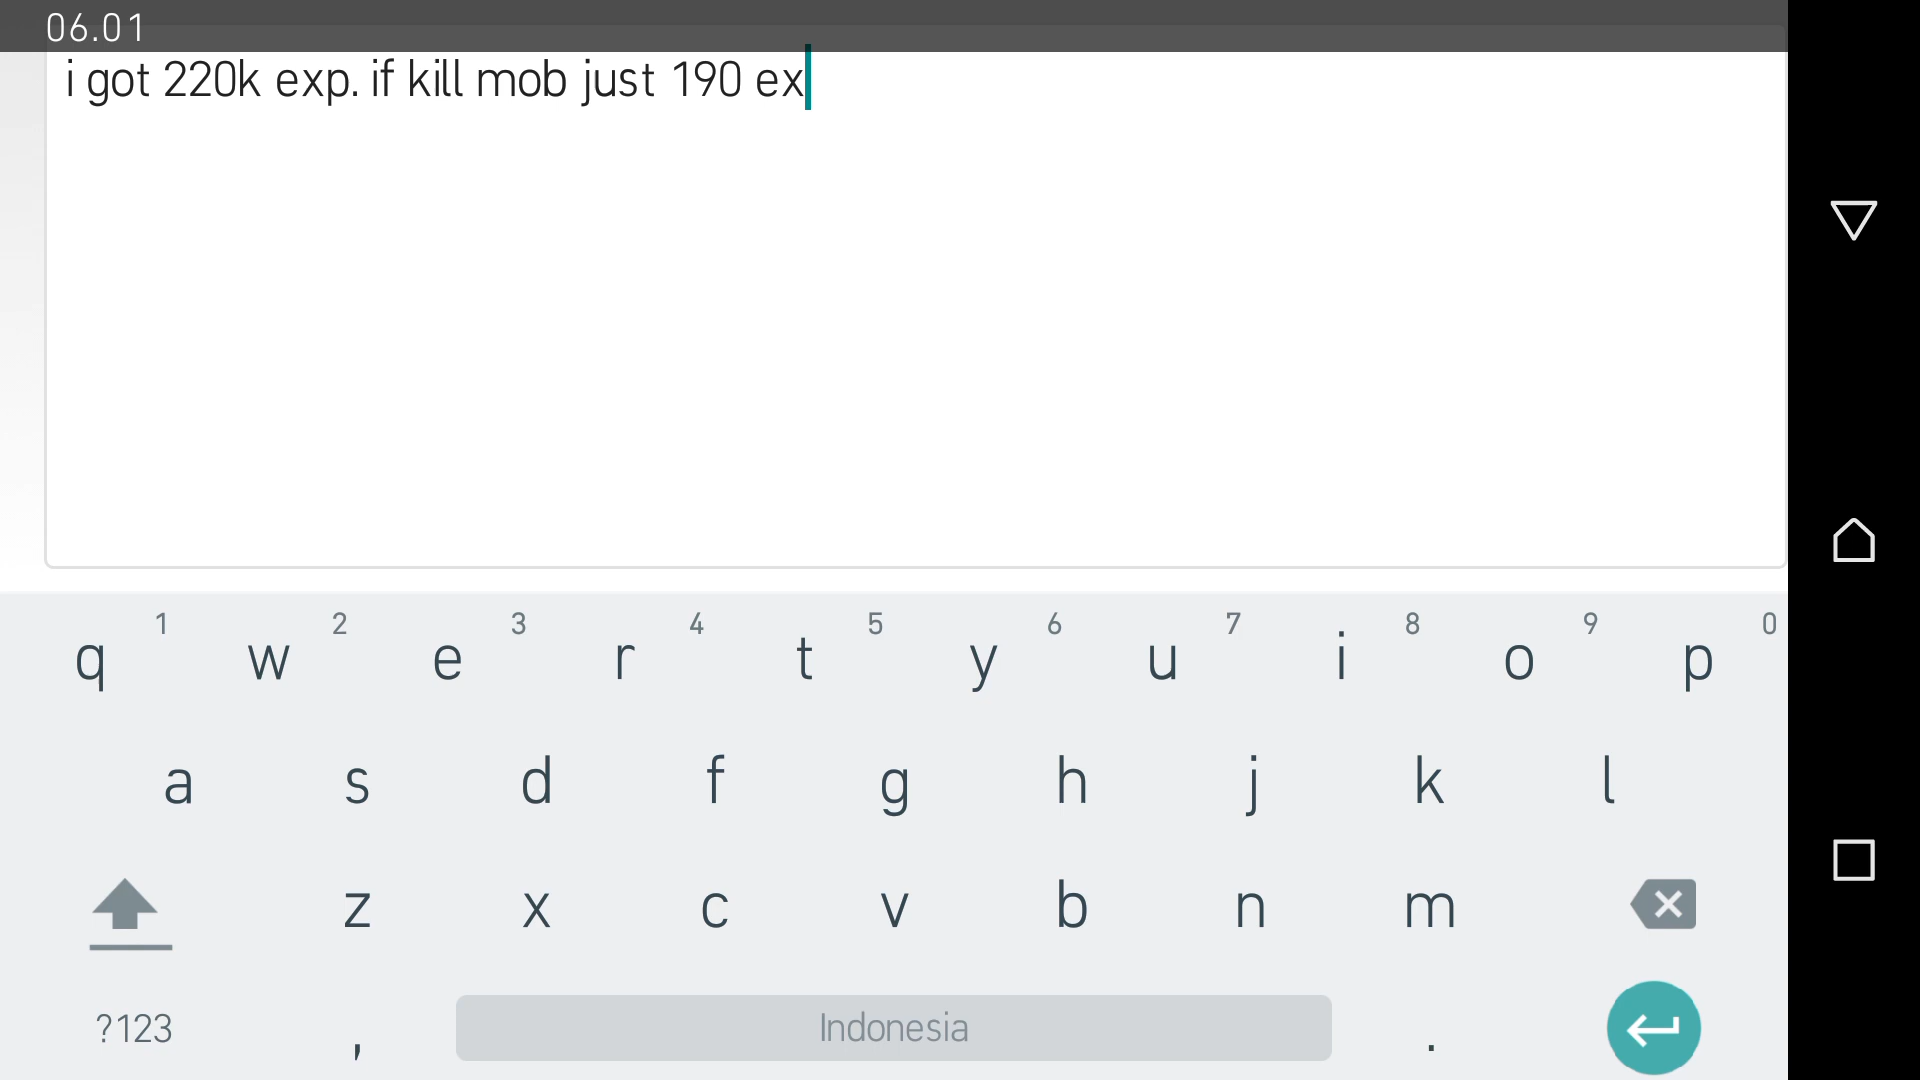 06.01
i got 220k exp. if kill mob just 190 ex
1 2 3 4 5 6 7 8 9 0
q w e r t y u i o p
a s d f g h j k l
z x c v b n m
?123 , Indonesia .